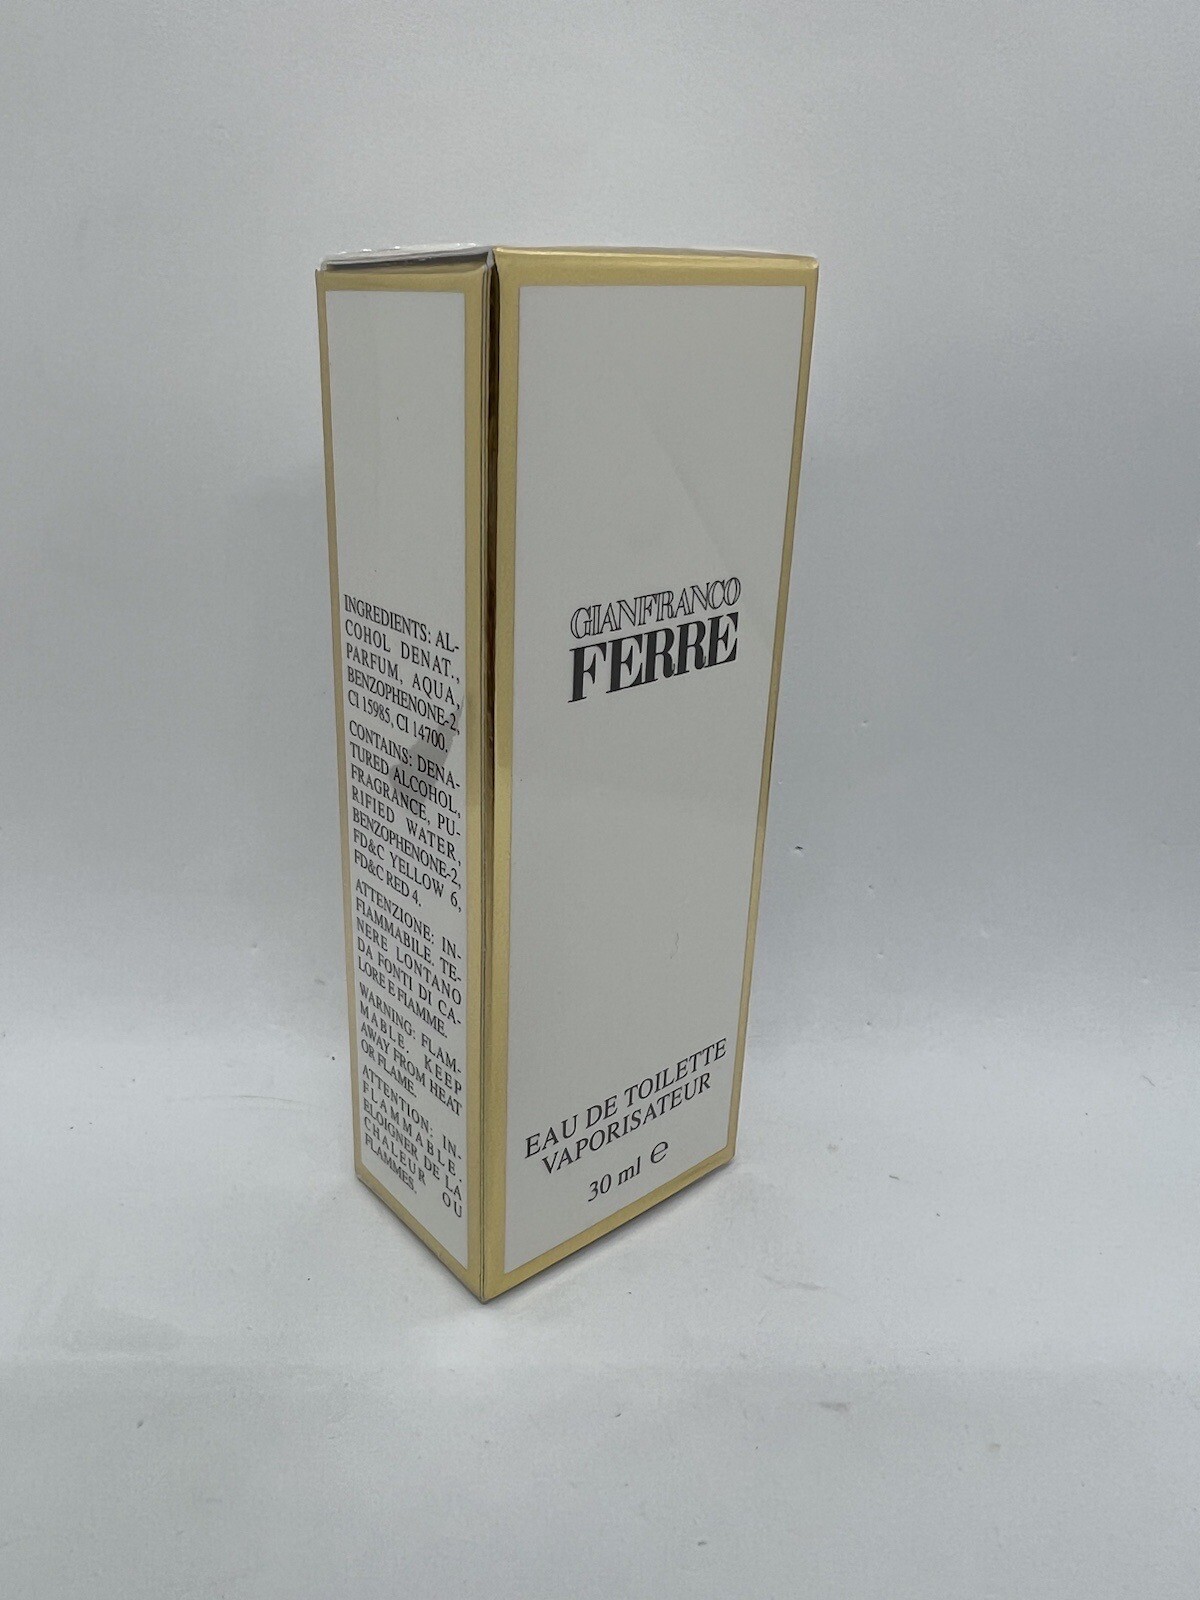 INGREDIENTS: AL-
COHOL DENAT.,
PARFUM, AQUA,
BENZOPHENONE-2,
CI 15985, CI 14700.
CONTAINS: DENA-
TURED ALCOHOL,
FRAGRANCE, PU-
RIFIED WATER,
BENZOPHENONE-2,
FD&C YELLOW 6,
FD&C RED 4.
ATTENZIONE: IN-
FIAMMABILE. TE-
NERE LONTANO
DA FONTI DI CA-
LORE E FIAMME.
WARNING: FLAM-
MABLE. KEEP
AWAY FROM HEAT
OR FLAME.
ATTENTION: IN-
FLAMMABLE.
ELOIGNER DE LA
CHALEUR OU
FLAMMES.
GIANFRANCO
FERRE
EAU DE TOILETTE
VAPORISATEUR
30 ml ℮